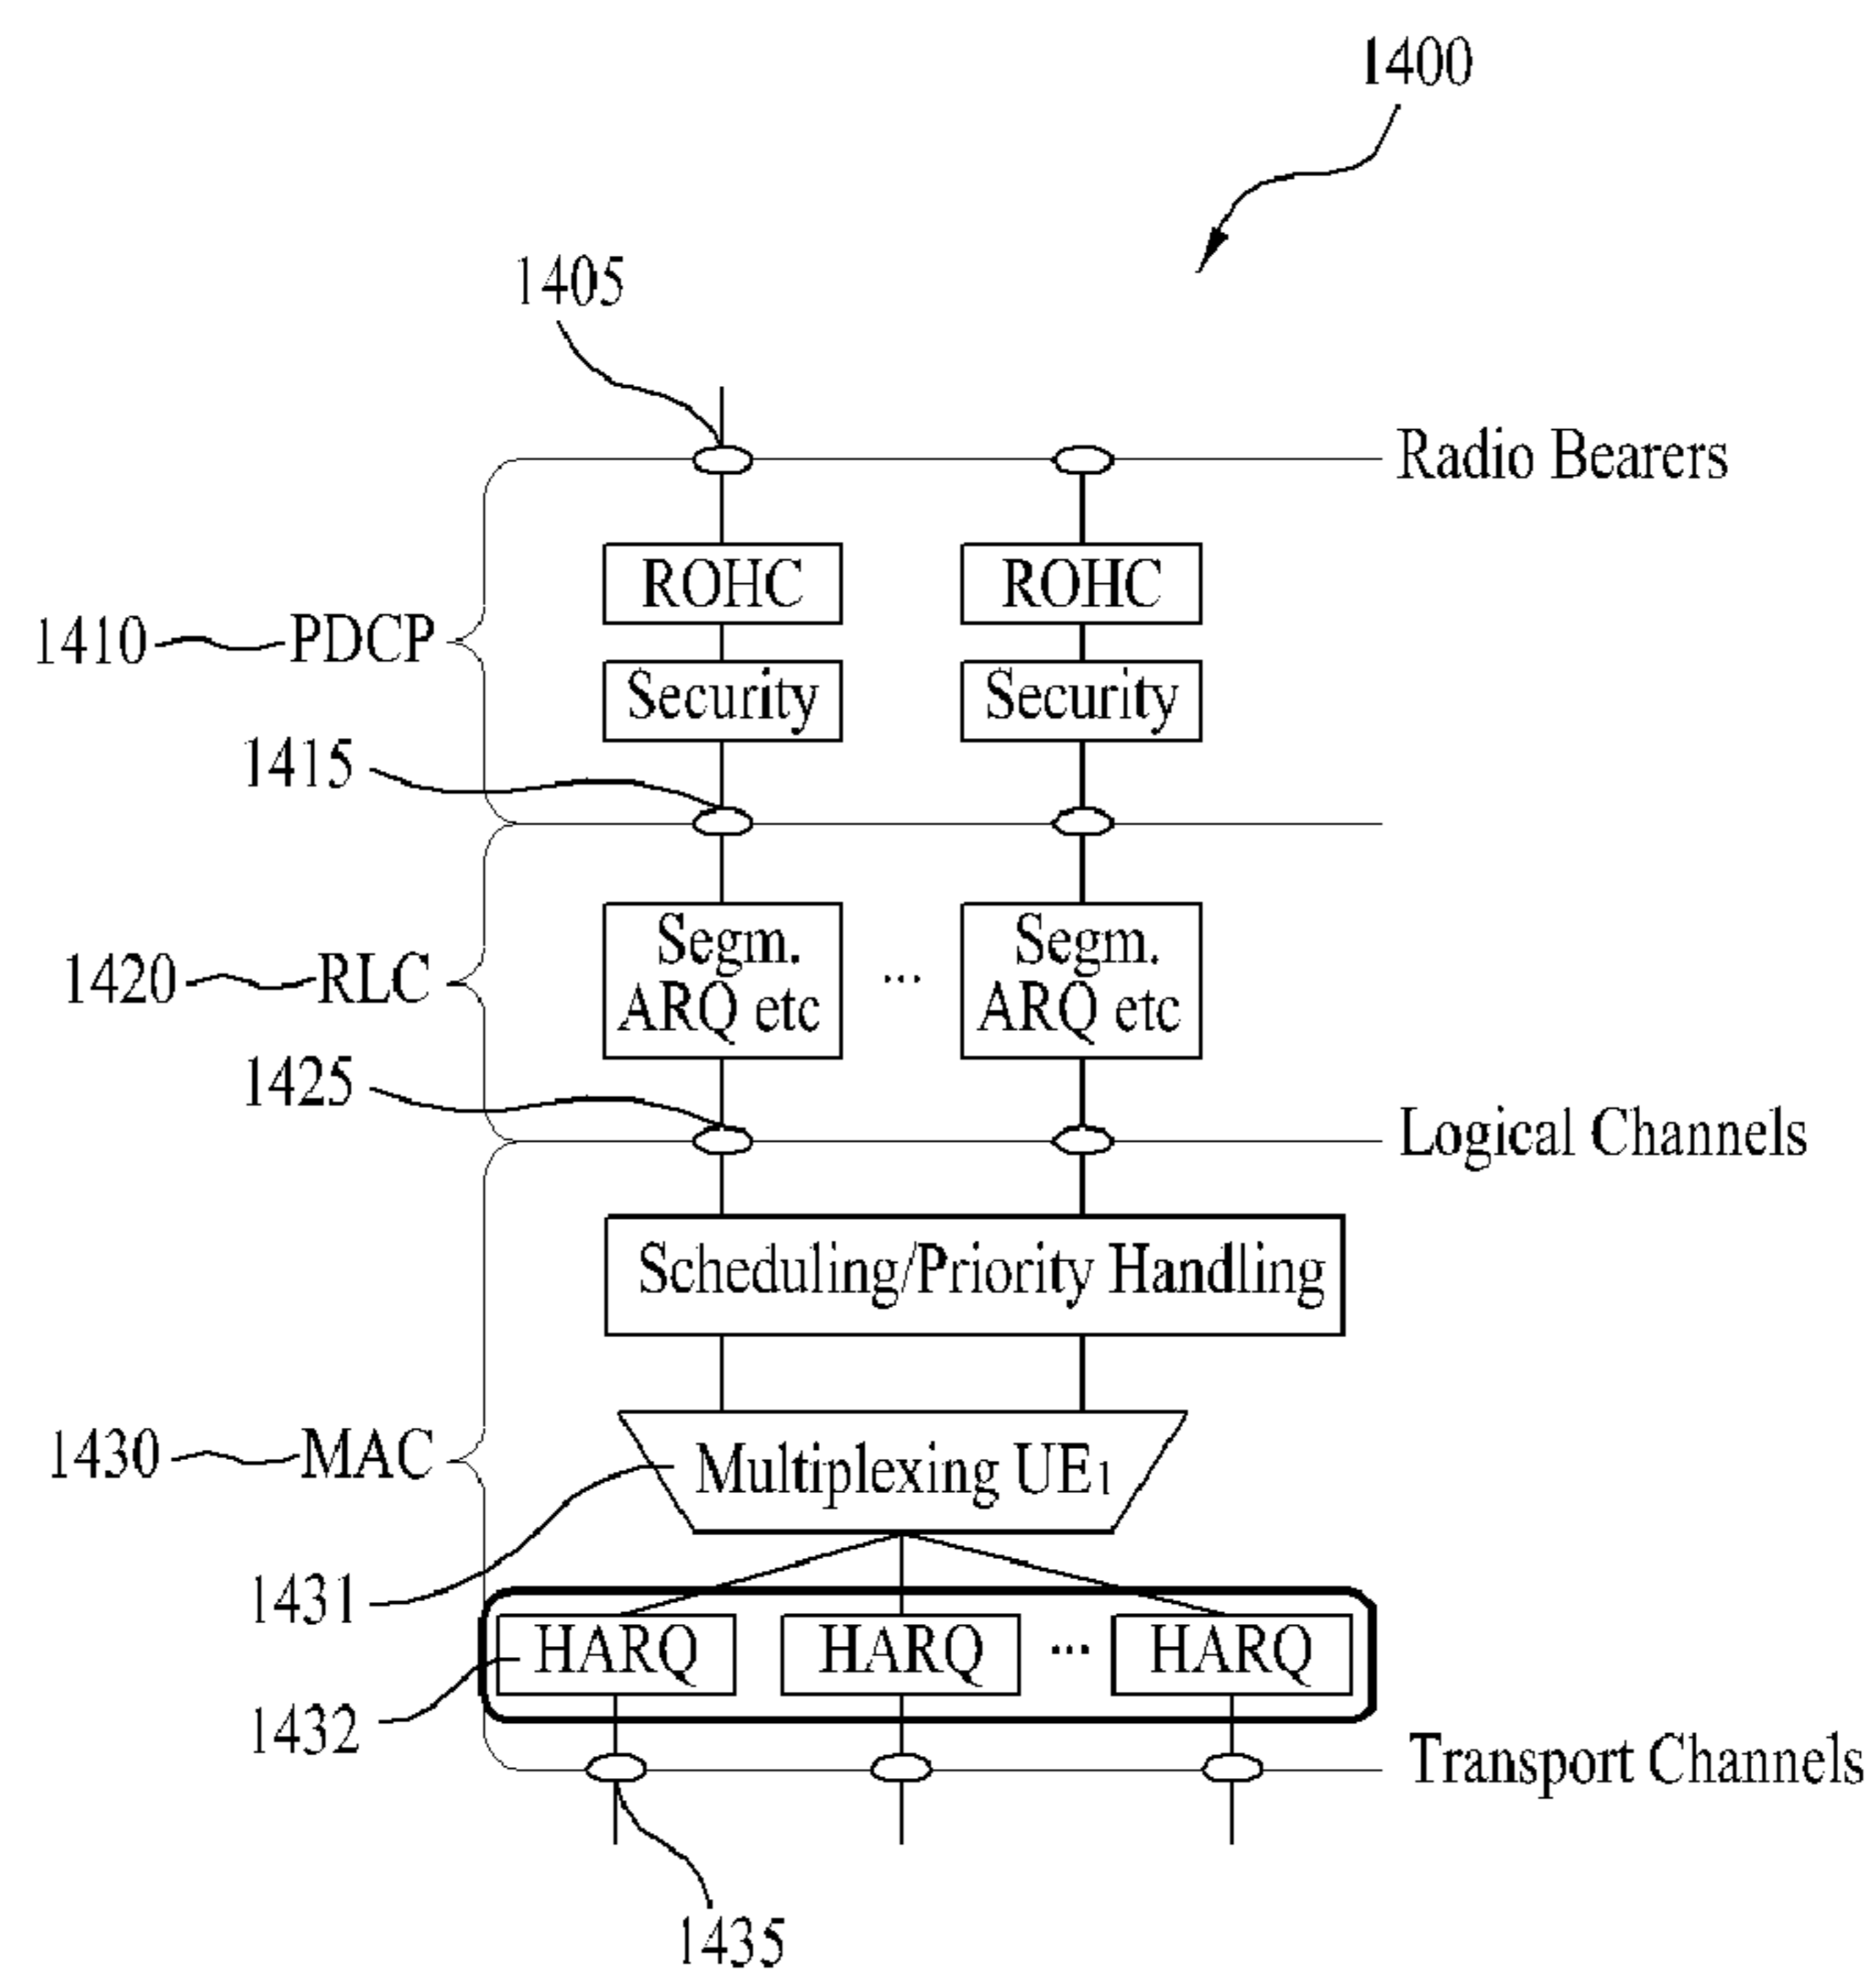 1400
1405
Radio Bearers
ROHC ROHC
1410 PDCP
Security Security
1415
Segm. ARQ etc ... Segm. ARQ etc
1420 RLC
1425
Logical Channels
Scheduling/Priority Handling
1430 MAC
Multiplexing UE1
1431
HARQ HARQ ... HARQ
1432
Transport Channels
1435